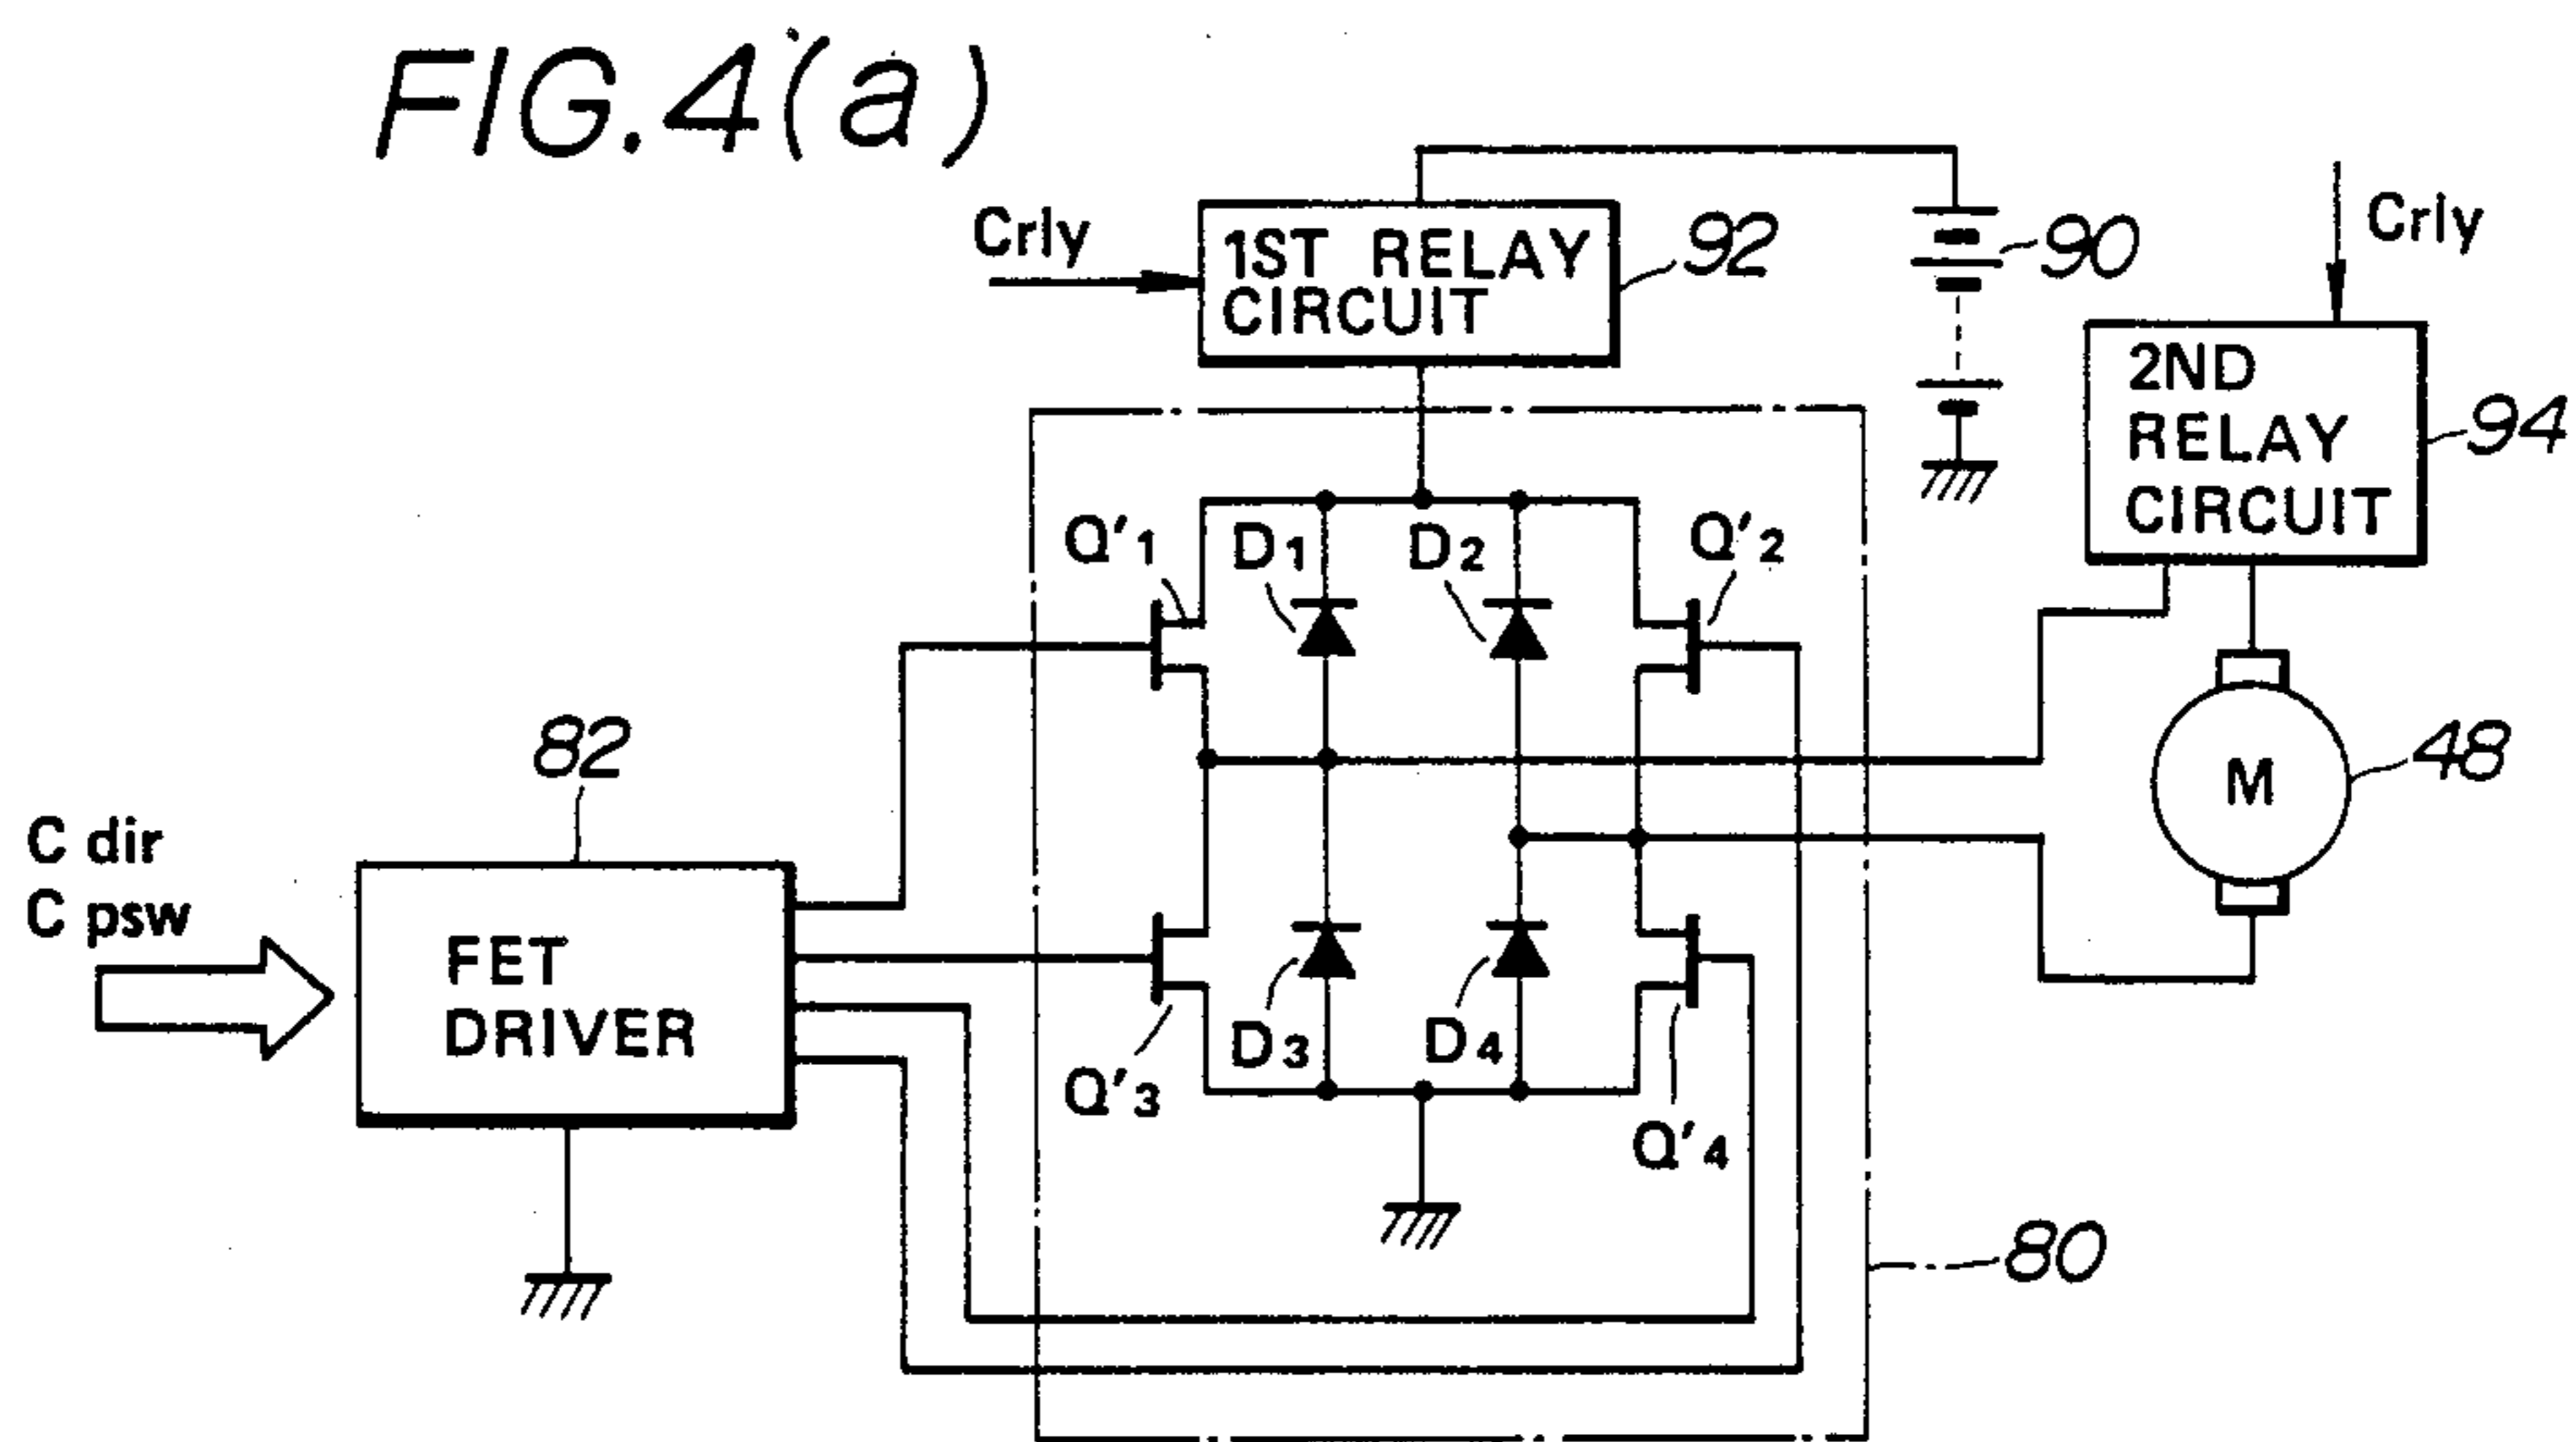 FIG.4(a)
Crly
1ST RELAY
CIRCUIT
92
90
Crly
2ND
RELAY
CIRCUIT
94
Q'1
D1
D2
Q'2
82
48
M
C dir
C psw
FET
DRIVER
D3
D4
Q'3
Q'4
80